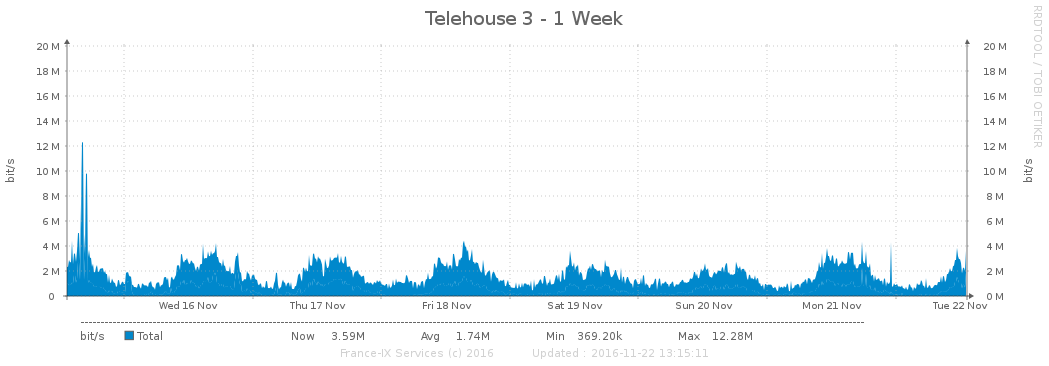 Telehouse 3 - 1 Week
RRDTOOL / TOBI OETIKER
bit/s
20 M 20 M
18 M 18 M
16 M 16 M
14 M 14 M
12 M 12 M
10 M 10 M
8 M 8 M
6 M 6 M
4 M 4 M
2 M 2 M
0 0 M
bit/s
Wed 16 Nov Thu 17 Nov Fri 18 Nov Sat 19 Nov Sun 20 Nov Mon 21 Nov Tue 22 Nov
bit/s Total Now 3.59M Avg 1.74M Min 369.20k Max 12.28M
France-IX Services (c) 2016 Updated : 2016-11-22 13:15:11